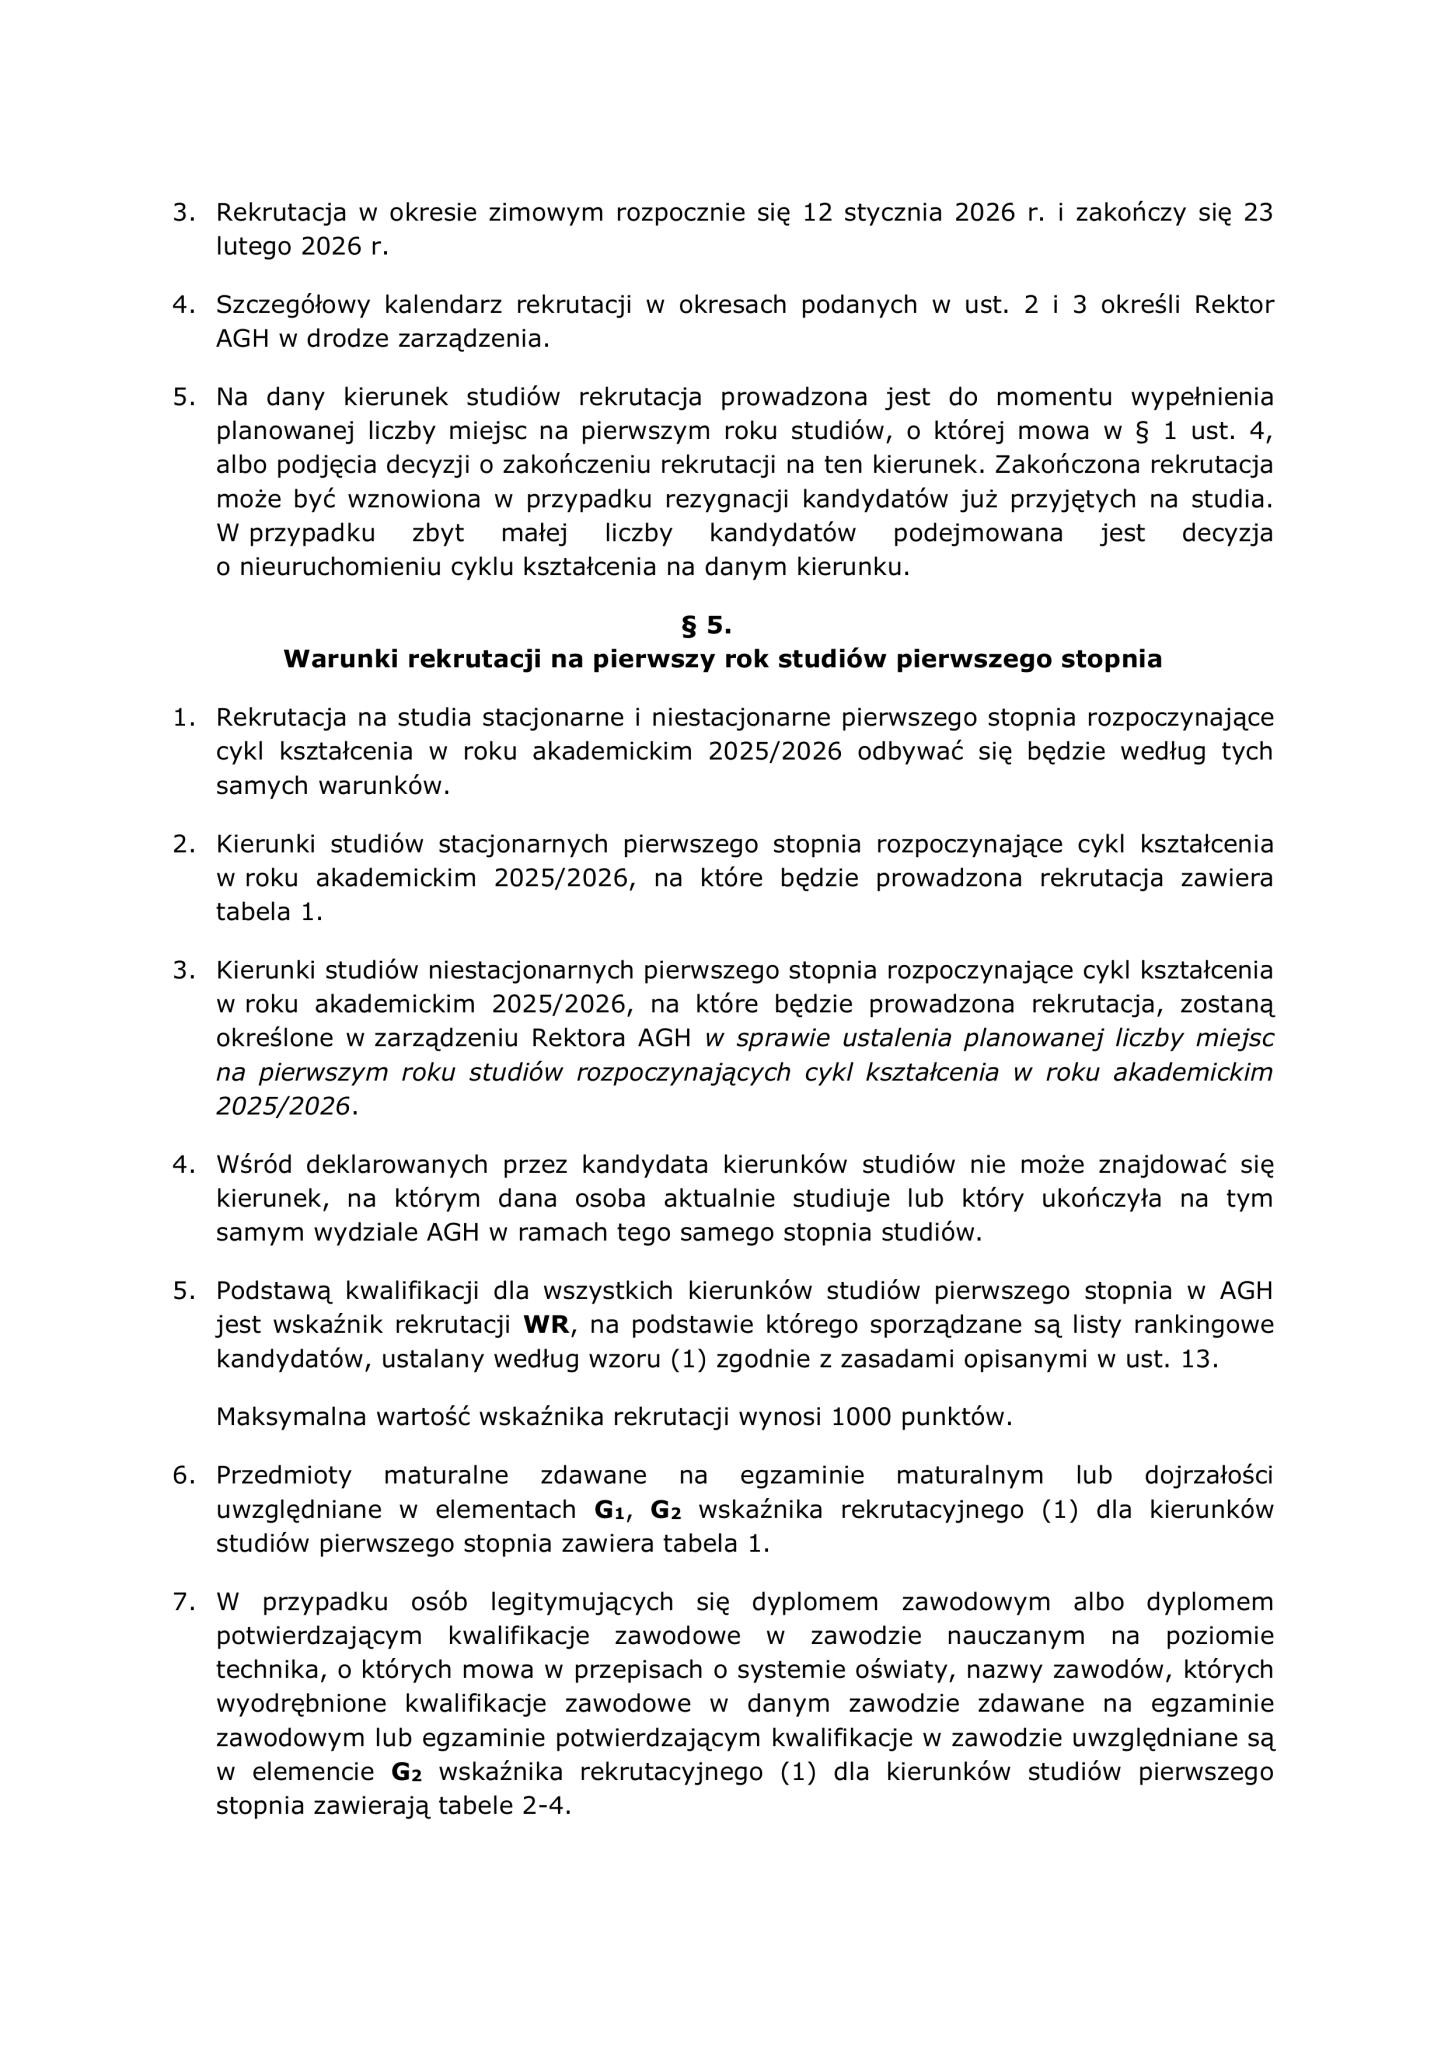 3. Rekrutacja w okresie zimowym rozpocznie się 12 stycznia 2026 r. i zakończy się 23
lutego 2026 r.
4. Szczegółowy kalendarz rekrutacji w okresach podanych w ust. 2 i 3 określi Rektor
AGH w drodze zarządzenia.
5. Na dany kierunek studiów rekrutacja prowadzona jest do momentu wypełnienia
planowanej liczby miejsc na pierwszym roku studiów, o której mowa w § 1 ust. 4,
albo podjęcia decyzji o zakończeniu rekrutacji na ten kierunek. Zakończona rekrutacja
może być wznowiona w przypadku rezygnacji kandydatów już przyjętych na studia.
W przypadku zbyt małej liczby kandydatów podejmowana jest decyzja
o nieuruchomieniu cyklu kształcenia na danym kierunku.
§ 5.
Warunki rekrutacji na pierwszy rok studiów pierwszego stopnia
1. Rekrutacja na studia stacjonarne i niestacjonarne pierwszego stopnia rozpoczynające
cykl kształcenia w roku akademickim 2025/2026 odbywać się będzie według tych
samych warunków.
2. Kierunki studiów stacjonarnych pierwszego stopnia rozpoczynające cykl kształcenia
w roku akademickim 2025/2026, na które będzie prowadzona rekrutacja zawiera
tabela 1.
3. Kierunki studiów niestacjonarnych pierwszego stopnia rozpoczynające cykl kształcenia
w roku akademickim 2025/2026, na które będzie prowadzona rekrutacja, zostaną
określone w zarządzeniu Rektora AGH w sprawie ustalenia planowanej liczby miejsc
na pierwszym roku studiów rozpoczynających cykl kształcenia w roku akademickim
2025/2026.
4. Wśród deklarowanych przez kandydata kierunków studiów nie może znajdować się
kierunek, na którym dana osoba aktualnie studiuje lub który ukończyła na tym
samym wydziale AGH w ramach tego samego stopnia studiów.
5. Podstawą kwalifikacji dla wszystkich kierunków studiów pierwszego stopnia w AGH
jest wskaźnik rekrutacji WR, na podstawie którego sporządzane są listy rankingowe
kandydatów, ustalany według wzoru (1) zgodnie z zasadami opisanymi w ust. 13.
Maksymalna wartość wskaźnika rekrutacji wynosi 1000 punktów.
6. Przedmioty maturalne zdawane na egzaminie maturalnym lub dojrzałości
uwzględniane w elementach G₁, G₂ wskaźnika rekrutacyjnego (1) dla kierunków
studiów pierwszego stopnia zawiera tabela 1.
7. W przypadku osób legitymujących się dyplomem zawodowym albo dyplomem
potwierdzającym kwalifikacje zawodowe w zawodzie nauczanym na poziomie
technika, o których mowa w przepisach o systemie oświaty, nazwy zawodów, których
wyodrębnione kwalifikacje zawodowe w danym zawodzie zdawane na egzaminie
zawodowym lub egzaminie potwierdzającym kwalifikacje w zawodzie uwzględniane są
w elemencie G₂ wskaźnika rekrutacyjnego (1) dla kierunków studiów pierwszego
stopnia zawierają tabele 2-4.